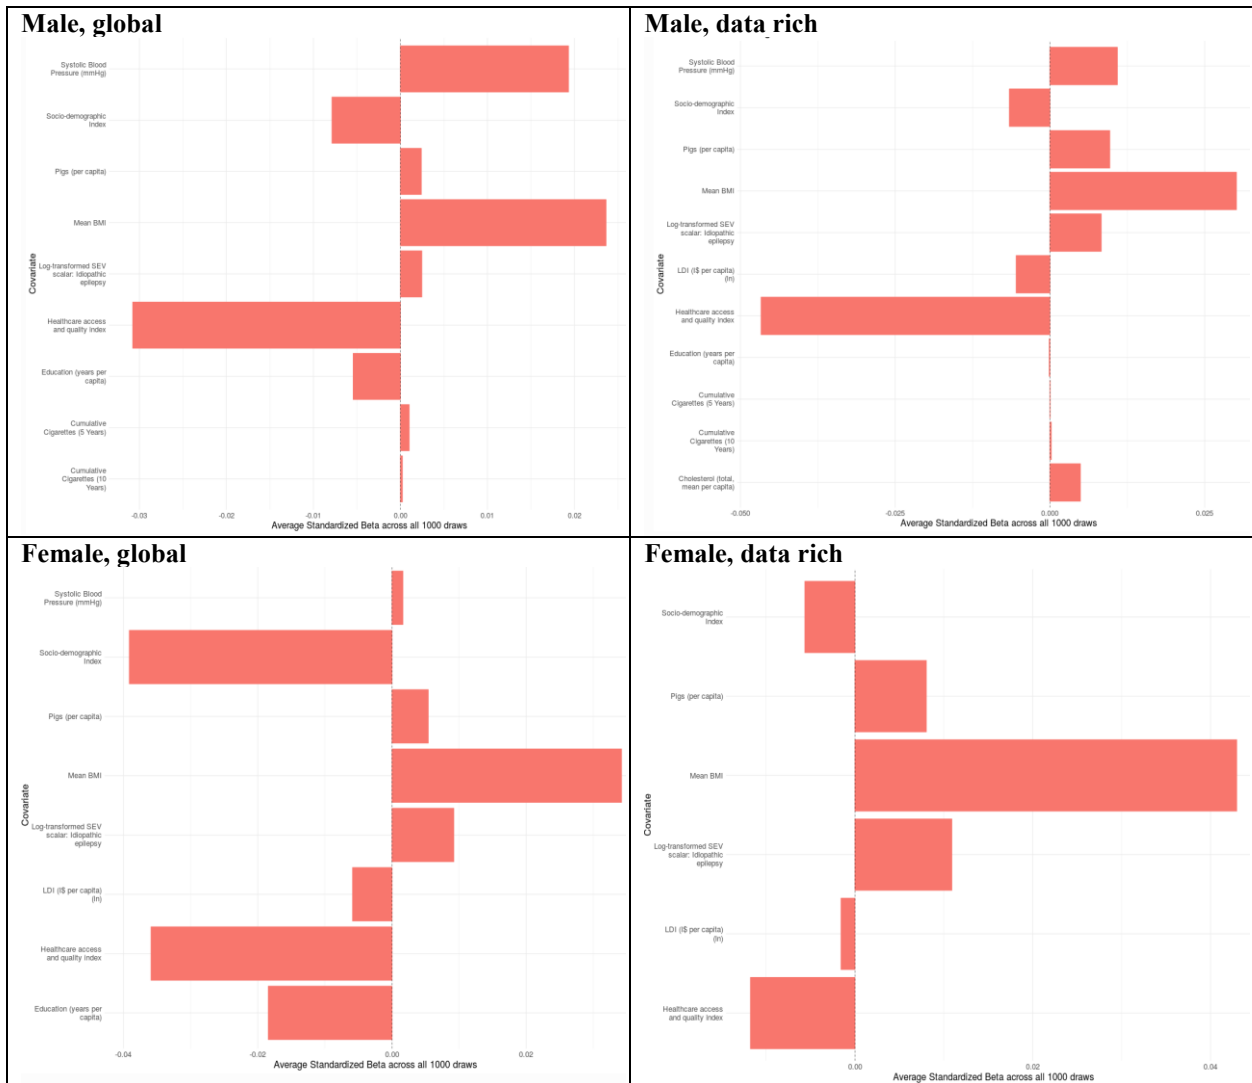 Male, global
Systolic Blood
Pressure (mmHg)
Socio-demographic
Index
Pigs (per capita)
Mean BMI
Log-transformed SEV
scalar: Idiopathic
epilepsy
Healthcare access
and quality index
Education (years per
capita)
Cumulative
Cigarettes (5 Years)
Cumulative
Cigarettes (10
Years)
Covariate
-0.03 -0.02 -0.01 0.00 0.01 0.02
Average Standardized Beta across all 1000 draws
Male, data rich
Systolic Blood
Pressure (mmHg)
Socio-demographic
Index
Pigs (per capita)
Mean BMI
Log-transformed SEV
scalar: Idiopathic
epilepsy
LDI (I$ per capita)
(ln)
Healthcare access
and quality index
Education (years per
capita)
Cumulative
Cigarettes (5 Years)
Cumulative
Cigarettes (10
Years)
Cholesterol (total,
mean per capita)
Covariate
-0.050 -0.025 0.000 0.025
Average Standardized Beta across all 1000 draws
Female, global
Systolic Blood
Pressure (mmHg)
Socio-demographic
Index
Pigs (per capita)
Mean BMI
Log-transformed SEV
scalar: Idiopathic
epilepsy
LDI (I$ per capita)
(ln)
Healthcare access
and quality index
Education (years per
capita)
Covariate
-0.04 -0.02 0.00 0.02
Average Standardized Beta across all 1000 draws
Female, data rich
Socio-demographic
Index
Pigs (per capita)
Mean BMI
Log-transformed SEV
scalar: Idiopathic
epilepsy
LDI (I$ per capita)
(ln)
Healthcare access
and quality index
Covariate
0.00 0.02 0.04
Average Standardized Beta across all 1000 draws